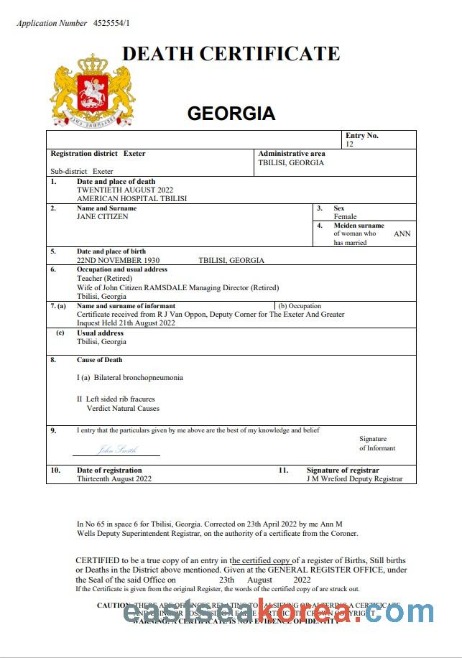 Application Number 4525554/1
DEATH CERTIFICATE
GEORGIA
Entry No.
12
Registration district Exeter
Administrative area
TBILISI, GEORGIA
Sub-district Exeter
1. Date and place of death
TWENTIETH AUGUST 2022
AMERICAN HOSPITAL TBILISI
2. Name and Surname
JANE CITIZEN
3. Sex
Female
4. Meiden surname
of woman who ANN
has married
5. Date and place of birth
22ND NOVEMBER 1930 TBILISI, GEORGIA
6. Occupation and usual address
Teacher (Retired)
Wife of John Citizen RAMSDALE Managing Director (Retired)
Tbilisi, Georgia
7. (a) Name and surname of informant (b) Occupation
Certificate received from R J Van Oppon, Deputy Corner for The Exeter And Greater
Inquest Held 21th August 2022
(c) Usual address
Tbilisi, Georgia
8. Cause of Death
I (a) Bilateral bronchopneumonia
II Left sided rib fracures
Verdict Natural Causes
9. I entry that the particulars given by me above are the best of my knowledge and belief
John Smith
Signature
of Informant
10. Date of registration
Thirteenth August 2022
11. Signature of registrar
J M Wreford Deputy Registrar
In No 65 in space 6 for Tbilisi, Georgia. Corrected on 23th April 2022 by me Ann M
Wells Deputy Superintendent Registrar, on the authority of a certificate from the Coroner.
CERTIFIED to be a true copy of an entry in the certified copy of a register of Births, Still births
or Deaths in the District above mentioned. Given at the GENERAL REGISTER OFFICE, under
the Seal of the said Office on 23th August 2022
If the Certificate is given from the original Register, the words of the certified copy of are struck out.
CAUTION: THERE ARE OFFENCES RELATING TO FALSIFYING OR ALTERING A CERTIFICATE
WARNING: A CERTIFICATE IS NOT EVIDENCE OF IDENTITY
eastseakorea.com